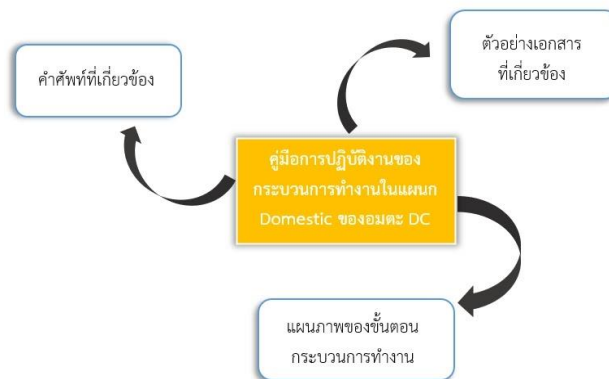 ตัวอย่างเอกสาร
ที่เกี่ยวข้อง
คำศัพท์ที่เกี่ยวข้อง
คู่มือการปฏิบัติงานของ
กระบวนการทำงานในแผนก
Domestic ของอมตะ DC
แผนภาพของขั้นตอน
กระบวนการทำงาน